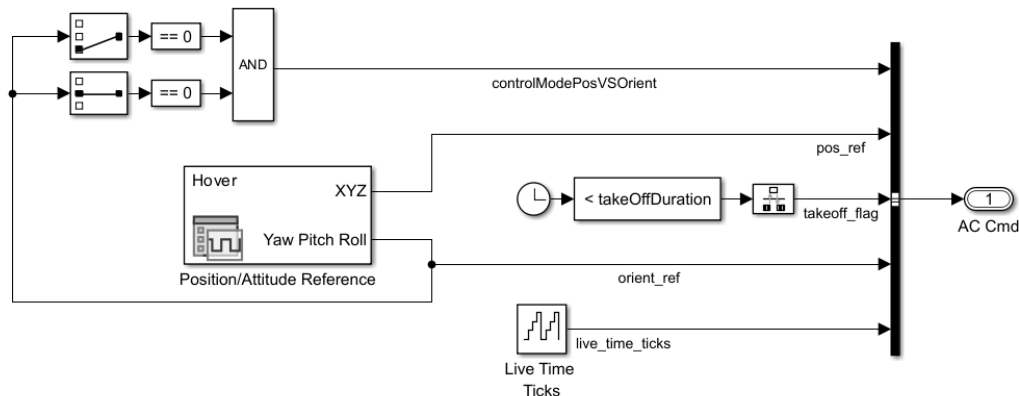 == 0
AND
== 0
controlModePosVSOrient
pos_ref
Hover
XYZ
Yaw Pitch Roll
Position/Attitude Reference
< takeOffDuration
takeoff_flag
1
AC Cmd
orient_ref
live_time_ticks
Live Time
Ticks